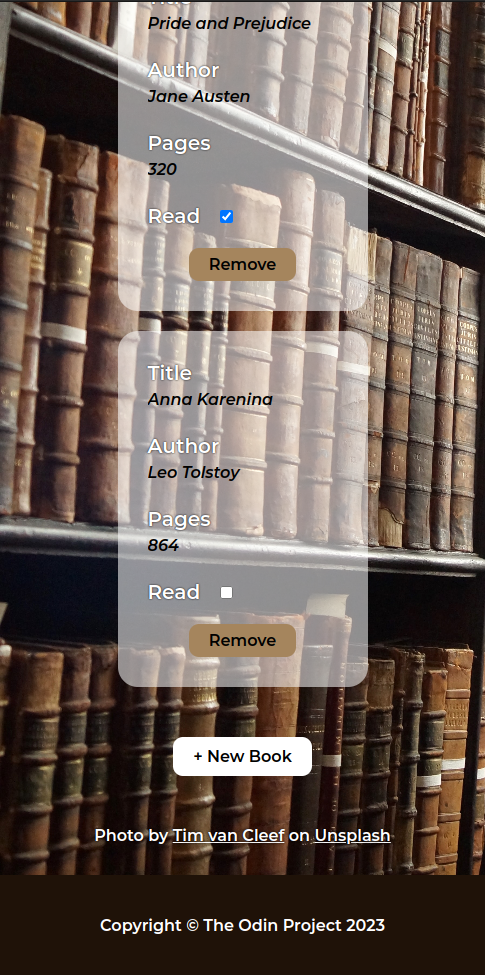 Pride and Prejudice
Author
Jane Austen
Pages
320
Read
Remove
Title
Anna Karenina
Author
Leo Tolstoy
Pages
864
Read
Remove
+ New Book
Photo by Tim van Cleef on Unsplash
Copyright © The Odin Project 2023